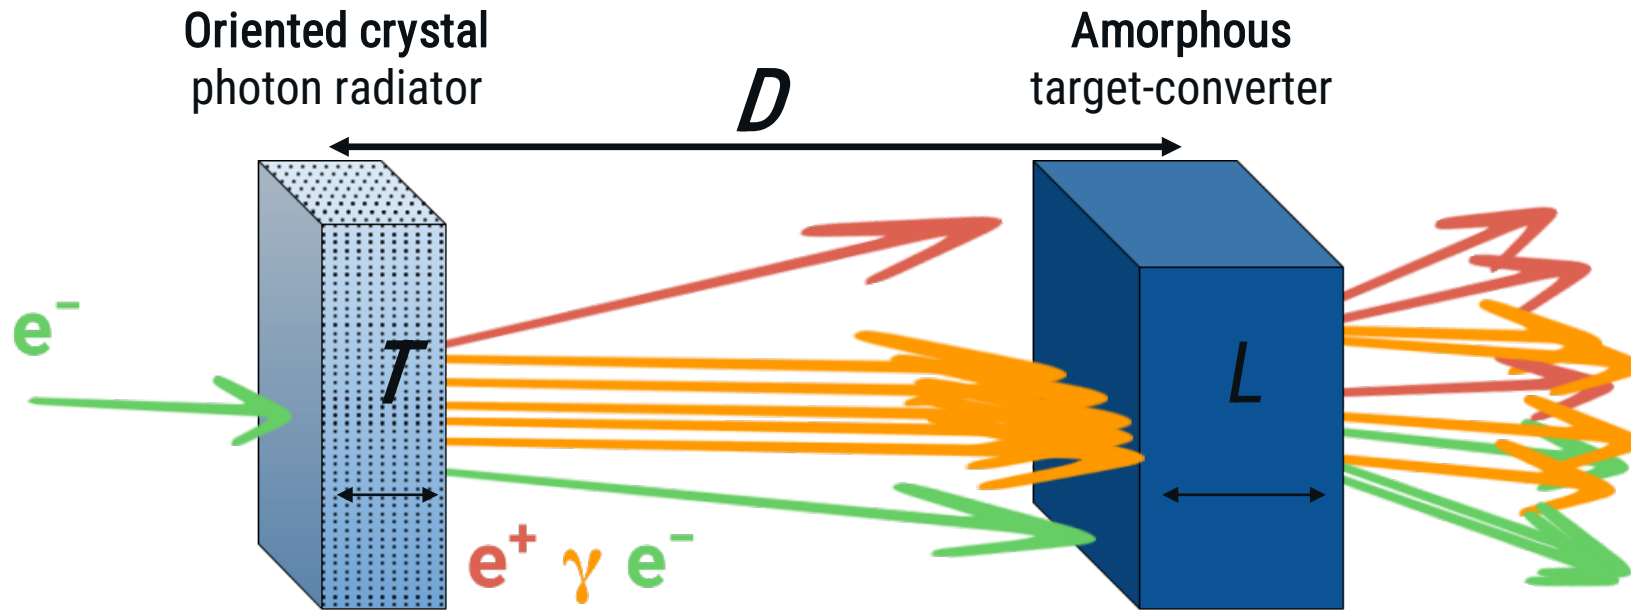 Oriented crystal
photon radiator
Amorphous
target-converter
D
e⁻
T
L
e⁺ γ e⁻